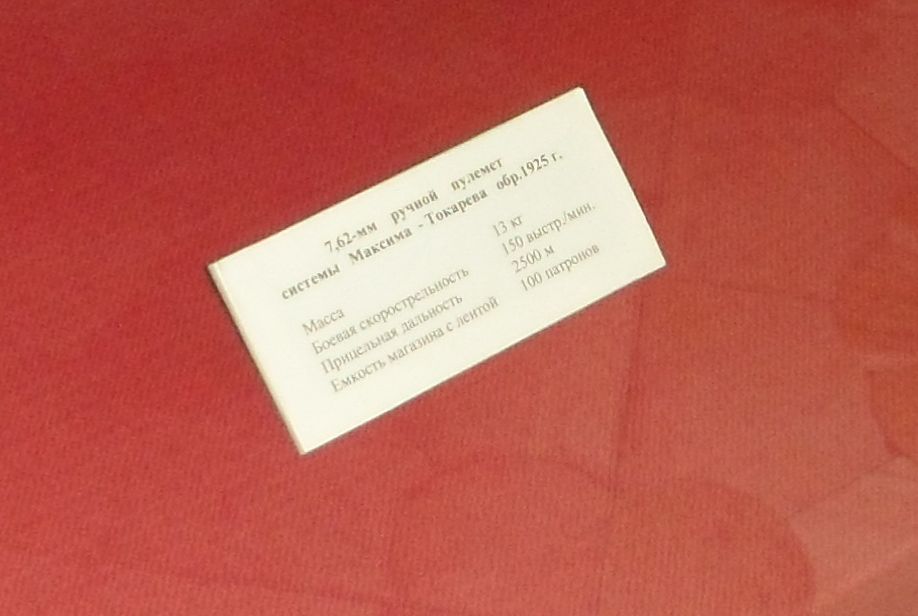 7,62-мм ручной пулемет
системы Максима - Токарева обр.1925 г.
Масса 13 кг
Боевая скорострельность 150 выстр./мин.
Прицельная дальность 2500 м
Емкость магазина с лентой 100 патронов